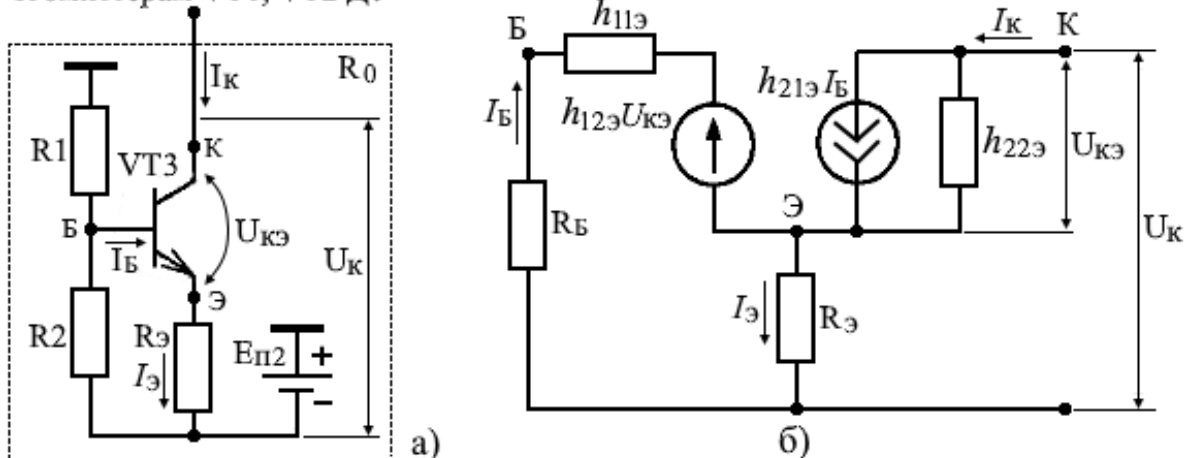 R₀
Iк
R1
К
VT3
Б
IБ
Uкэ
Uк
Э
R2
Rэ
Iэ
Eп2
+
−
а)
Б
h11э
IБ
h12эUкэ
RБ
Э
Iэ
Rэ
h21эIБ
Iк
К
h22э
Uкэ
Uк
б)